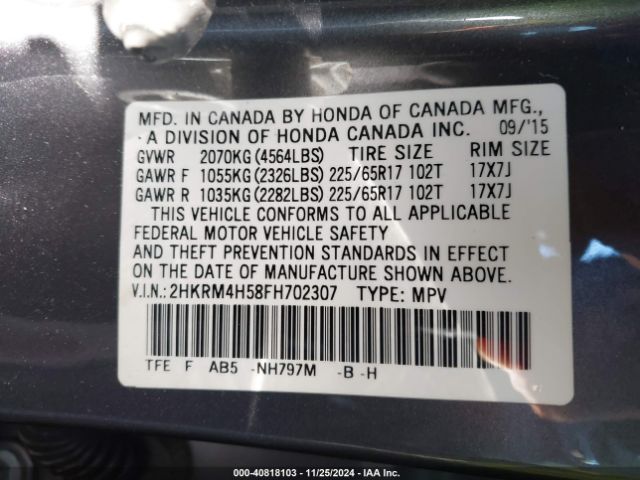 MFD. IN CANADA BY HONDA OF CANADA MFG.,
A DIVISION OF HONDA CANADA INC. 09/'15
GVWR 2070KG (4564LBS) TIRE SIZE RIM SIZE
GAWR F 1055KG (2326LBS) 225/65R17 102T 17X7J
GAWR R 1035KG (2282LBS) 225/65R17 102T 17X7J
THIS VEHICLE CONFORMS TO ALL APPLICABLE
FEDERAL MOTOR VEHICLE SAFETY
AND THEFT PREVENTION STANDARDS IN EFFECT
ON THE DATE OF MANUFACTURE SHOWN ABOVE.
V.I.N.: 2HKRM4H58FH702307 TYPE: MPV
TFE F AB5 -NH797M -B -H
000-40818103 - 11/25/2024 - IAA Inc.